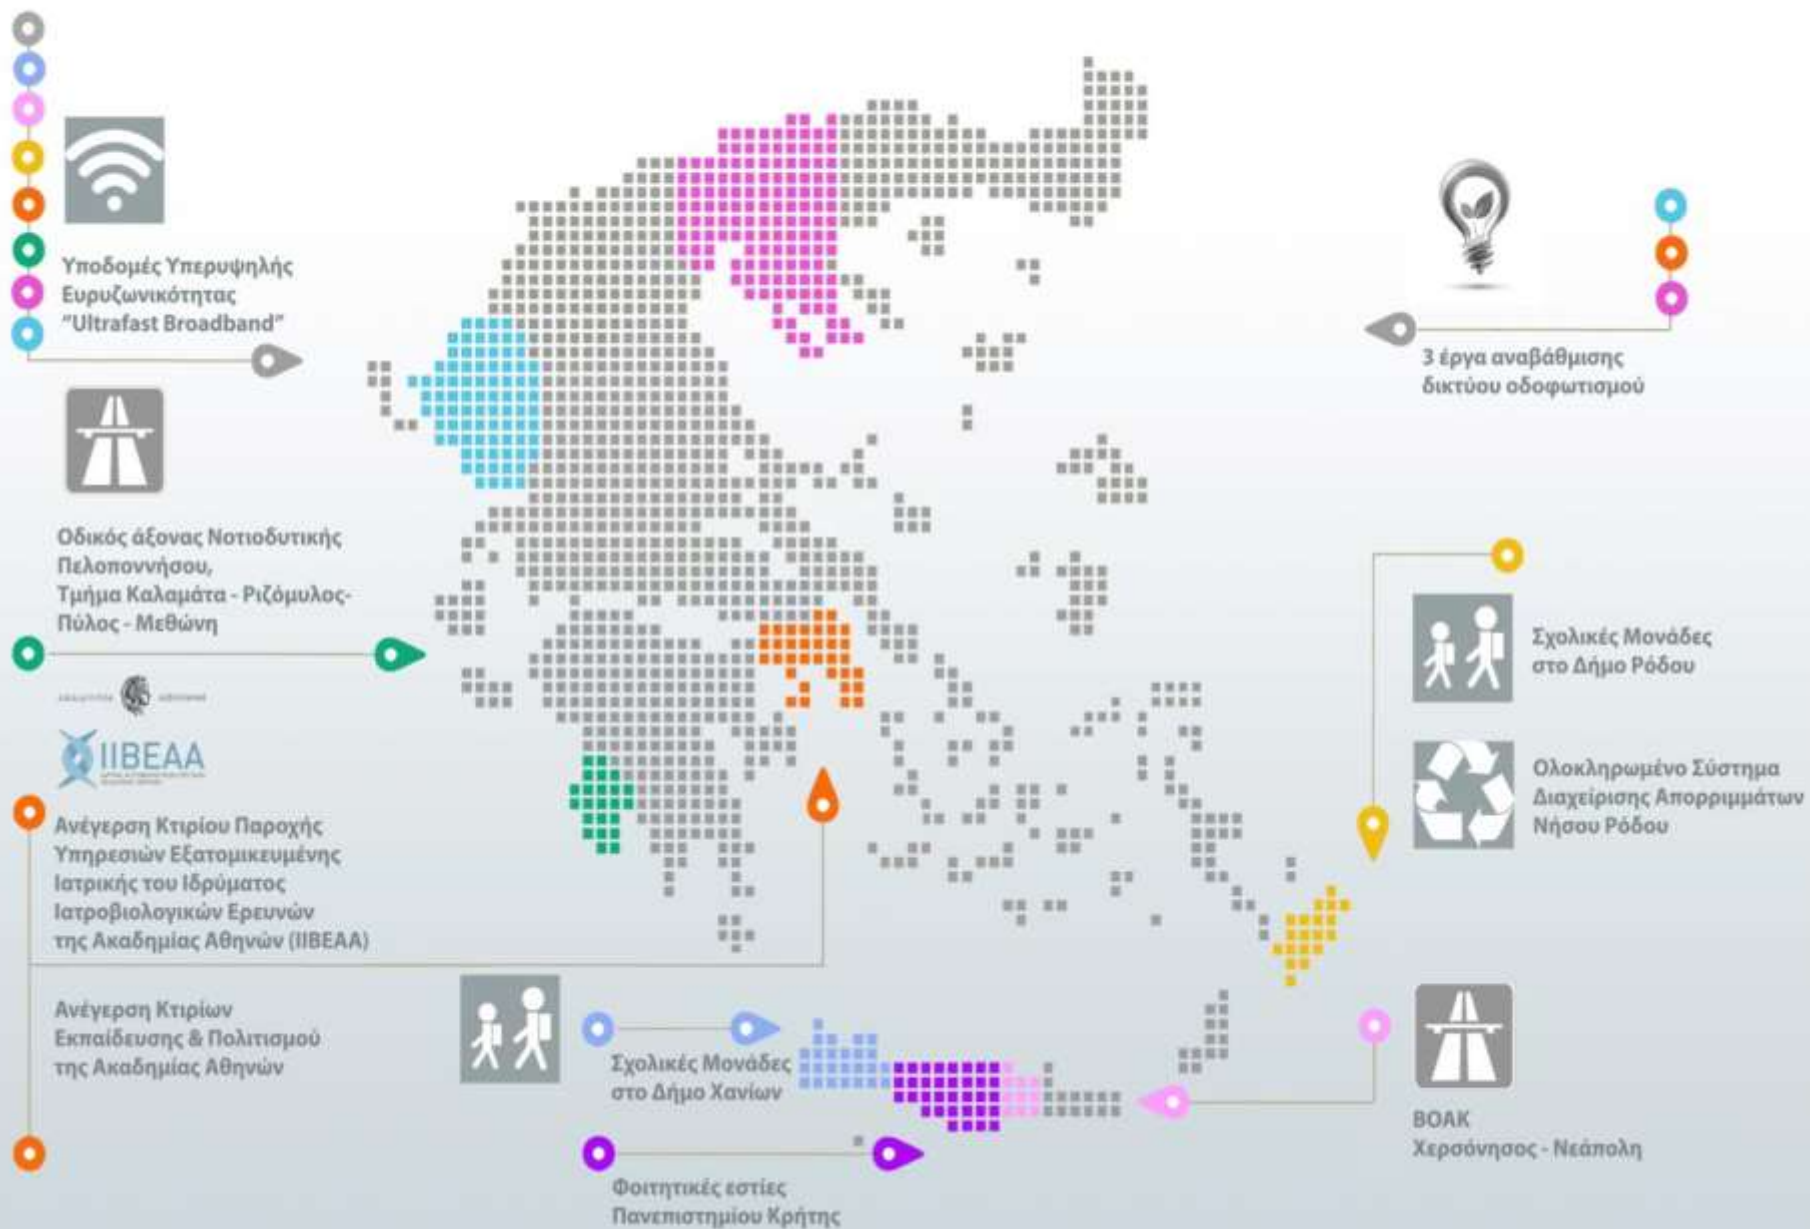 Υποδομές Υπερυψηλής
Ευρυζωνικότητας
“Ultrafast Broadband”
Οδικός άξονας Νοτιοδυτικής
Πελοποννήσου,
Τμήμα Καλαμάτα - Ριζόμυλος-
Πύλος - Μεθώνη
IIBEAA
Ανέγερση Κτιρίου Παροχής
Υπηρεσιών Εξατομικευμένης
Ιατρικής του Ιδρύματος
Ιατροβιολογικών Ερευνών
της Ακαδημίας Αθηνών (ΙΙΒΕΑΑ)
Ανέγερση Κτιρίων
Εκπαίδευσης & Πολιτισμού
της Ακαδημίας Αθηνών
Σχολικές Μονάδες
στο Δήμο Χανίων
Φοιτητικές εστίες
Πανεπιστημίου Κρήτης
3 έργα αναβάθμισης
δικτύου οδοφωτισμού
Σχολικές Μονάδες
στο Δήμο Ρόδου
Ολοκληρωμένο Σύστημα
Διαχείρισης Απορριμμάτων
Νήσου Ρόδου
ΒΟΑΚ
Χερσόνησος - Νεάπολη